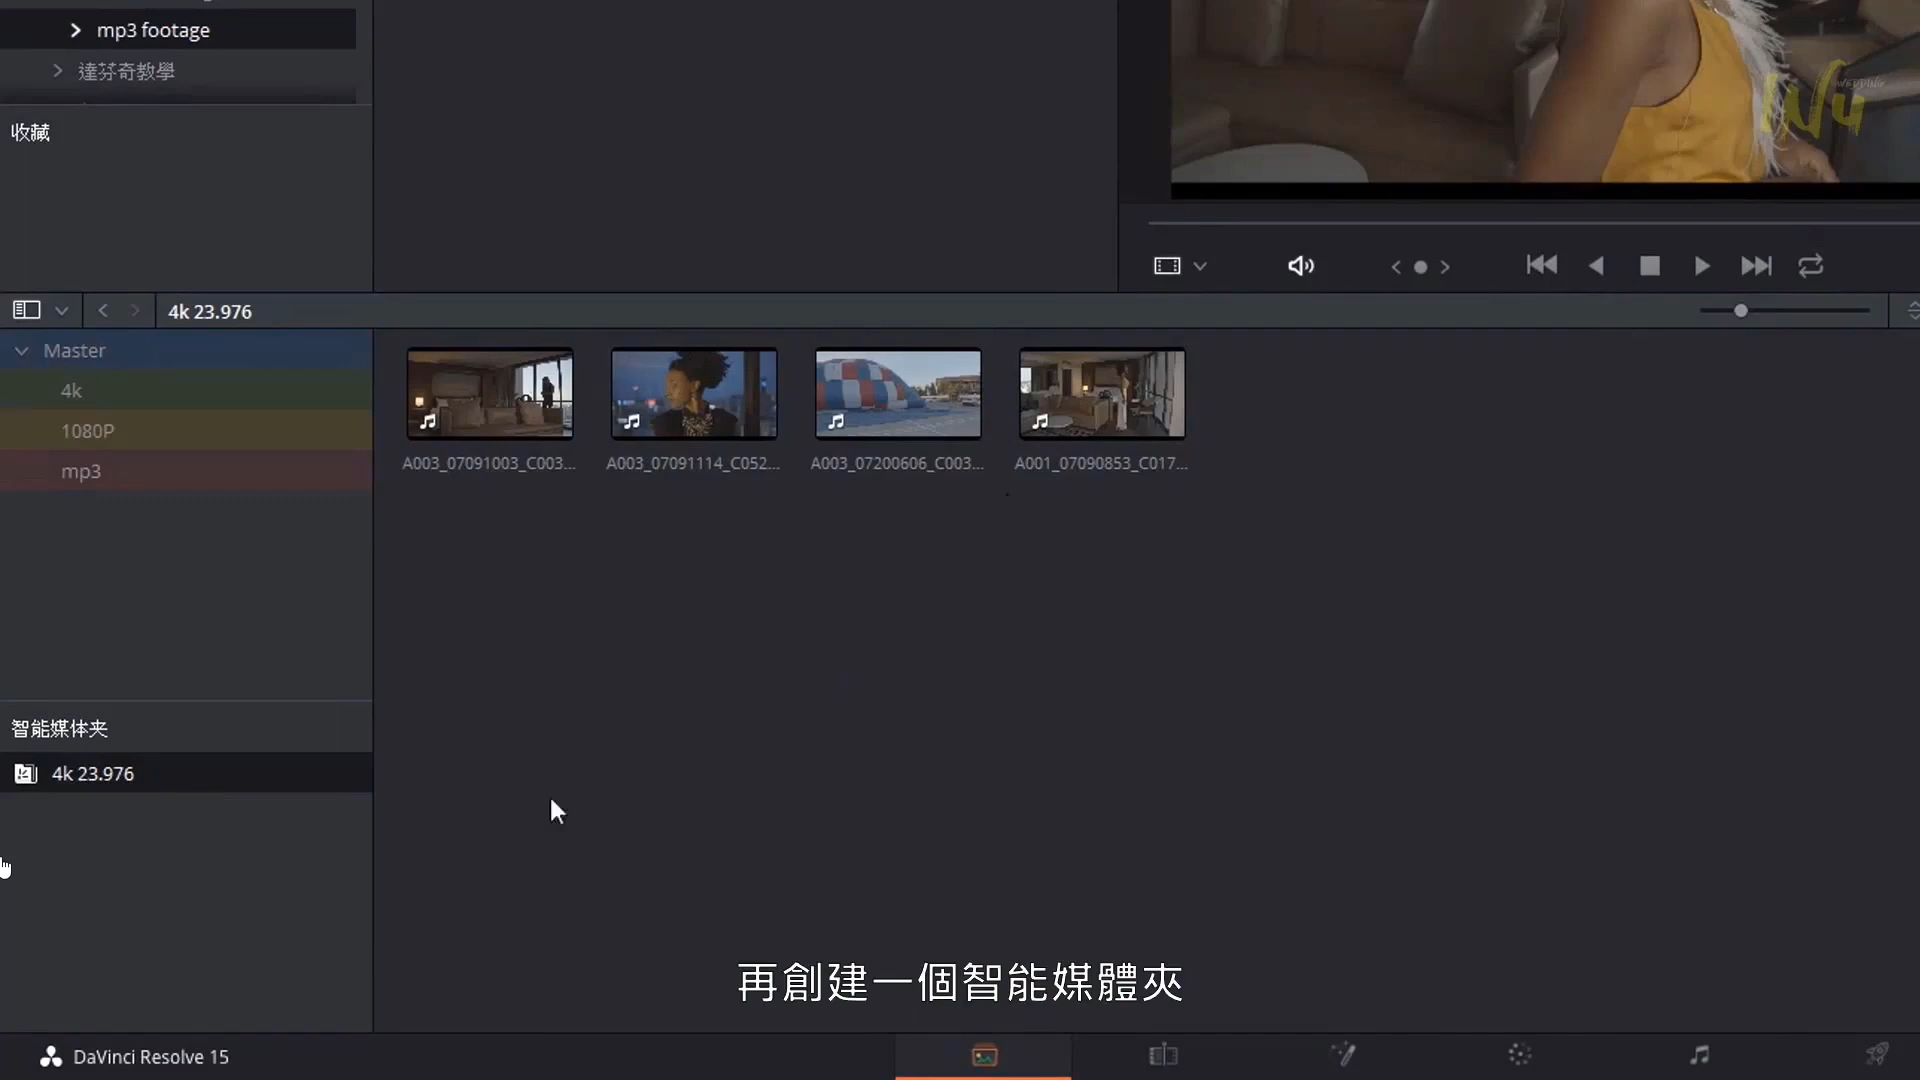 mp3 footage
達芬奇教學
收藏
WEDDING
Wu
4k 23.976
Master
4k
1080P
mp3
A003_07091003_C003...
A003_07091114_C052...
A003_07200606_C003...
A001_07090853_C017...
智能媒体夹
4k 23.976
再創建一個智能媒體夾
DaVinci Resolve 15